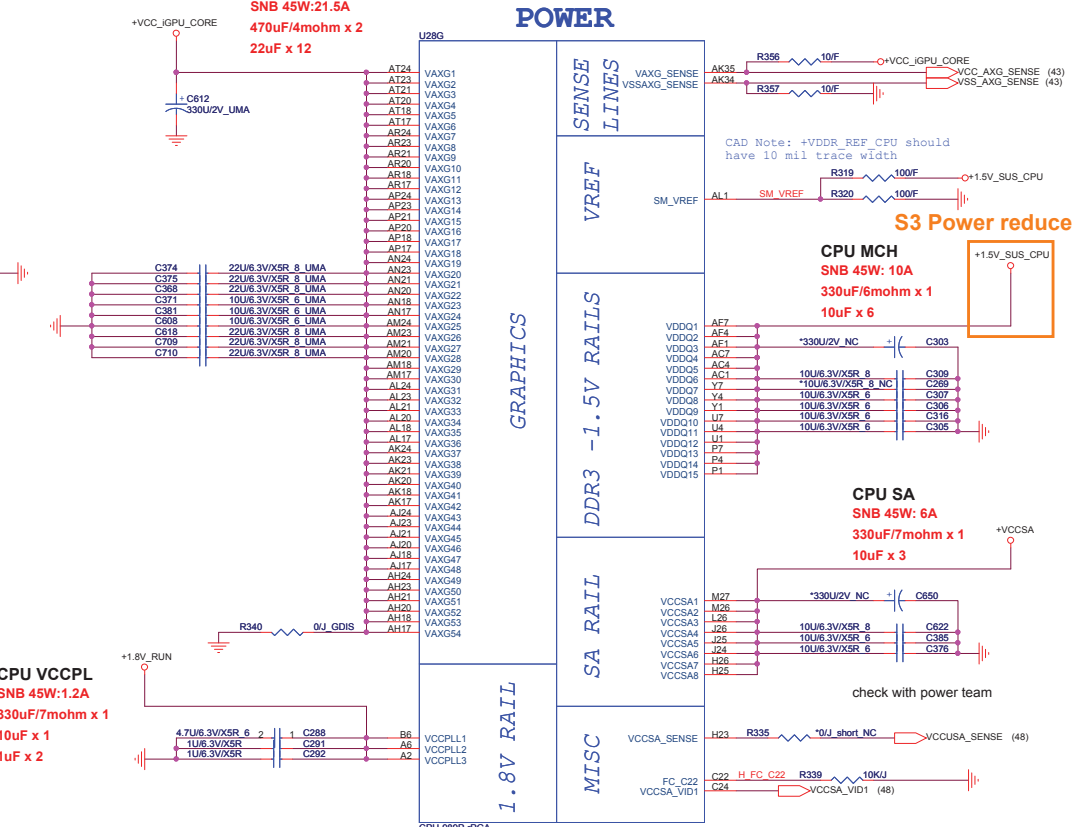 SNB 45W:21.5A
470uF/4mohm x 2
22uF x 12
POWER
+VCC_iGPU_CORE
+ C612
330U/2V_UMA
U28G
AT24 VAXG1
AT23 VAXG2
AT21 VAXG3
AT20 VAXG4
AT18 VAXG5
AT17 VAXG6
AR24 VAXG7
AR23 VAXG8
AR21 VAXG9
AR20 VAXG10
AR18 VAXG11
AR17 VAXG12
AP24 VAXG13
AP23 VAXG14
AP21 VAXG15
AP20 VAXG16
AP18 VAXG17
AP17 VAXG18
AN24 VAXG19
AN23 VAXG20
AN21 VAXG21
AN20 VAXG22
AN18 VAXG23
AN17 VAXG24
AM24 VAXG25
AM23 VAXG26
AM21 VAXG27
AM20 VAXG28
AM18 VAXG29
AM17 VAXG30
AL24 VAXG31
AL23 VAXG32
AL21 VAXG33
AL20 VAXG34
AL18 VAXG35
AL17 VAXG36
AK24 VAXG37
AK23 VAXG38
AK21 VAXG39
AK20 VAXG40
AK18 VAXG41
AK17 VAXG42
AJ24 VAXG43
AJ23 VAXG44
AJ21 VAXG45
AJ20 VAXG46
AJ18 VAXG47
AJ17 VAXG48
AH24 VAXG49
AH23 VAXG50
AH21 VAXG51
AH20 VAXG52
AH18 VAXG53
AH17 VAXG54
C374 22U/6.3V/X5R_8_UMA
C375 22U/6.3V/X5R_8_UMA
C368 22U/6.3V/X5R_8_UMA
C371 10U/6.3V/X5R_6_UMA
C381 10U/6.3V/X5R_6_UMA
C608 10U/6.3V/X5R_6_UMA
C618 22U/6.3V/X5R_8_UMA
C709 22U/6.3V/X5R_8_UMA
C710 22U/6.3V/X5R_8_UMA
R340 0/J_GDIS
GRAPHICS
SENSE LINES
VREF
DDR3 -1.5V RAILS
SA RAIL
MISC
1.8V RAIL
VAXG_SENSE AK35
VSSAXG_SENSE AK34
R356 10/F +VCC_iGPU_CORE
VCC_AXG_SENSE (43)
VSS_AXG_SENSE (43)
R357 10/F
CAD Note: +VDDR_REF_CPU should
have 10 mil trace width
R319 100/F +1.5V_SUS_CPU
SM_VREF AL1 SM_VREF R320 100/F
S3 Power reduce
CPU MCH
SNB 45W: 10A
330uF/6mohm x 1
10uF x 6
+1.5V_SUS_CPU
VDDQ1 AF7
VDDQ2 AF4
VDDQ3 AF1
VDDQ4 AC7
VDDQ5 AC4
VDDQ6 AC1
VDDQ7 Y7
VDDQ8 Y4
VDDQ9 Y1
VDDQ10 U7
VDDQ11 U4
VDDQ12 U1
VDDQ13 P7
VDDQ14 P4
VDDQ15 P1
*330U/2V_NC + C303
10U/6.3V/X5R_8 C309
*10U/6.3V/X5R_8_NC C269
10U/6.3V/X5R_6 C307
10U/6.3V/X5R_6 C306
10U/6.3V/X5R_6 C316
10U/6.3V/X5R_6 C305
CPU SA
SNB 45W: 6A
330uF/7mohm x 1
10uF x 3
+VCCSA
VCCSA1 M27
VCCSA2 M26
VCCSA3 L26
VCCSA4 J26
VCCSA5 J25
VCCSA6 J24
VCCSA7 H26
VCCSA8 H25
*330U/2V_NC + C650
10U/6.3V/X5R_8 C622
10U/6.3V/X5R_6 C385
10U/6.3V/X5R_6 C376
check with power team
+1.8V_RUN
CPU VCCPL
SNB 45W:1.2A
330uF/7mohm x 1
10uF x 1
1uF x 2
4.7U/6.3V/X5R_6 2 1 C288
1U/6.3V/X5R C291
1U/6.3V/X5R C292
B6 VCCPLL1
A6 VCCPLL2
A2 VCCPLL3
VCCSA_SENSE H23 R335 *0/J_short_NC VCCUSA_SENSE (48)
FC_C22 C22 H_FC_C22 R339 10K/J
VCCSA_VID1 C24 VCCSA_VID1 (48)